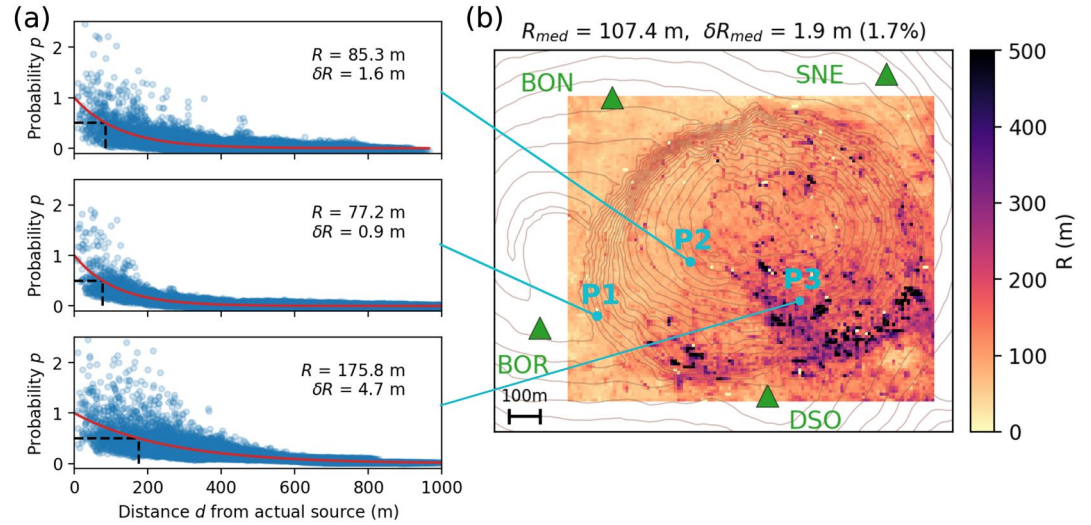 (a)
2
1
0
Probability p
R = 85.3 m
δR = 1.6 m
2
1
0
Probability p
R = 77.2 m
δR = 0.9 m
2
1
0
Probability p
R = 175.8 m
δR = 4.7 m
0 200 400 600 800 1000
Distance d from actual source (m)
(b)
R_med = 107.4 m, δR_med = 1.9 m (1.7%)
BON
SNE
P2
P1
P3
BOR
DSO
100m
500
400
300
200
100
0
R (m)